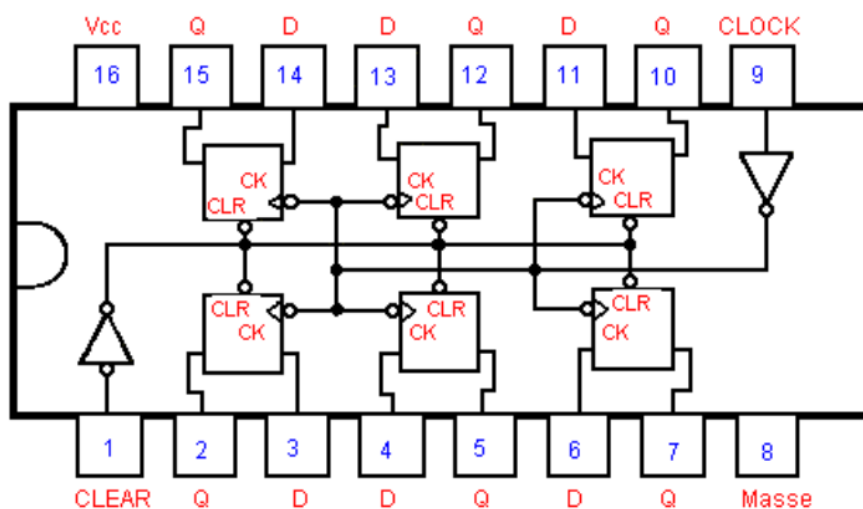 Vcc Q D D Q D Q CLOCK
16 15 14 13 12 11 10 9
CK CK CK
CLR CLR CLR
CLR CLR CLR
CK CK CK
1 2 3 4 5 6 7 8
CLEAR Q D D Q D Q Masse